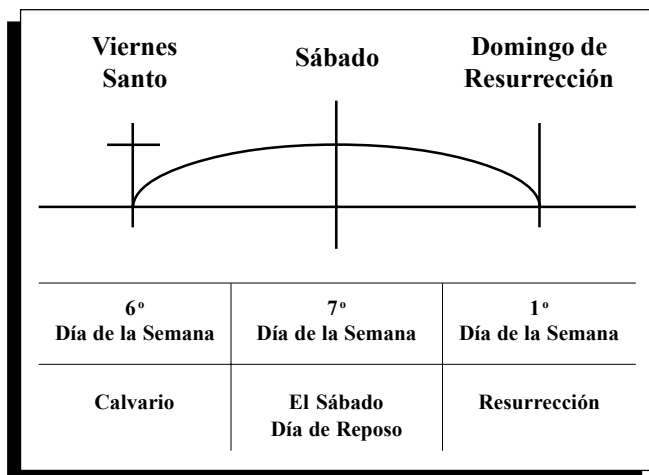 Viernes
Santo
Sábado
Domingo de
Resurrección
6º
Día de la Semana
7º
Día de la Semana
1º
Día de la Semana
Calvario
El Sábado
Día de Reposo
Resurrección